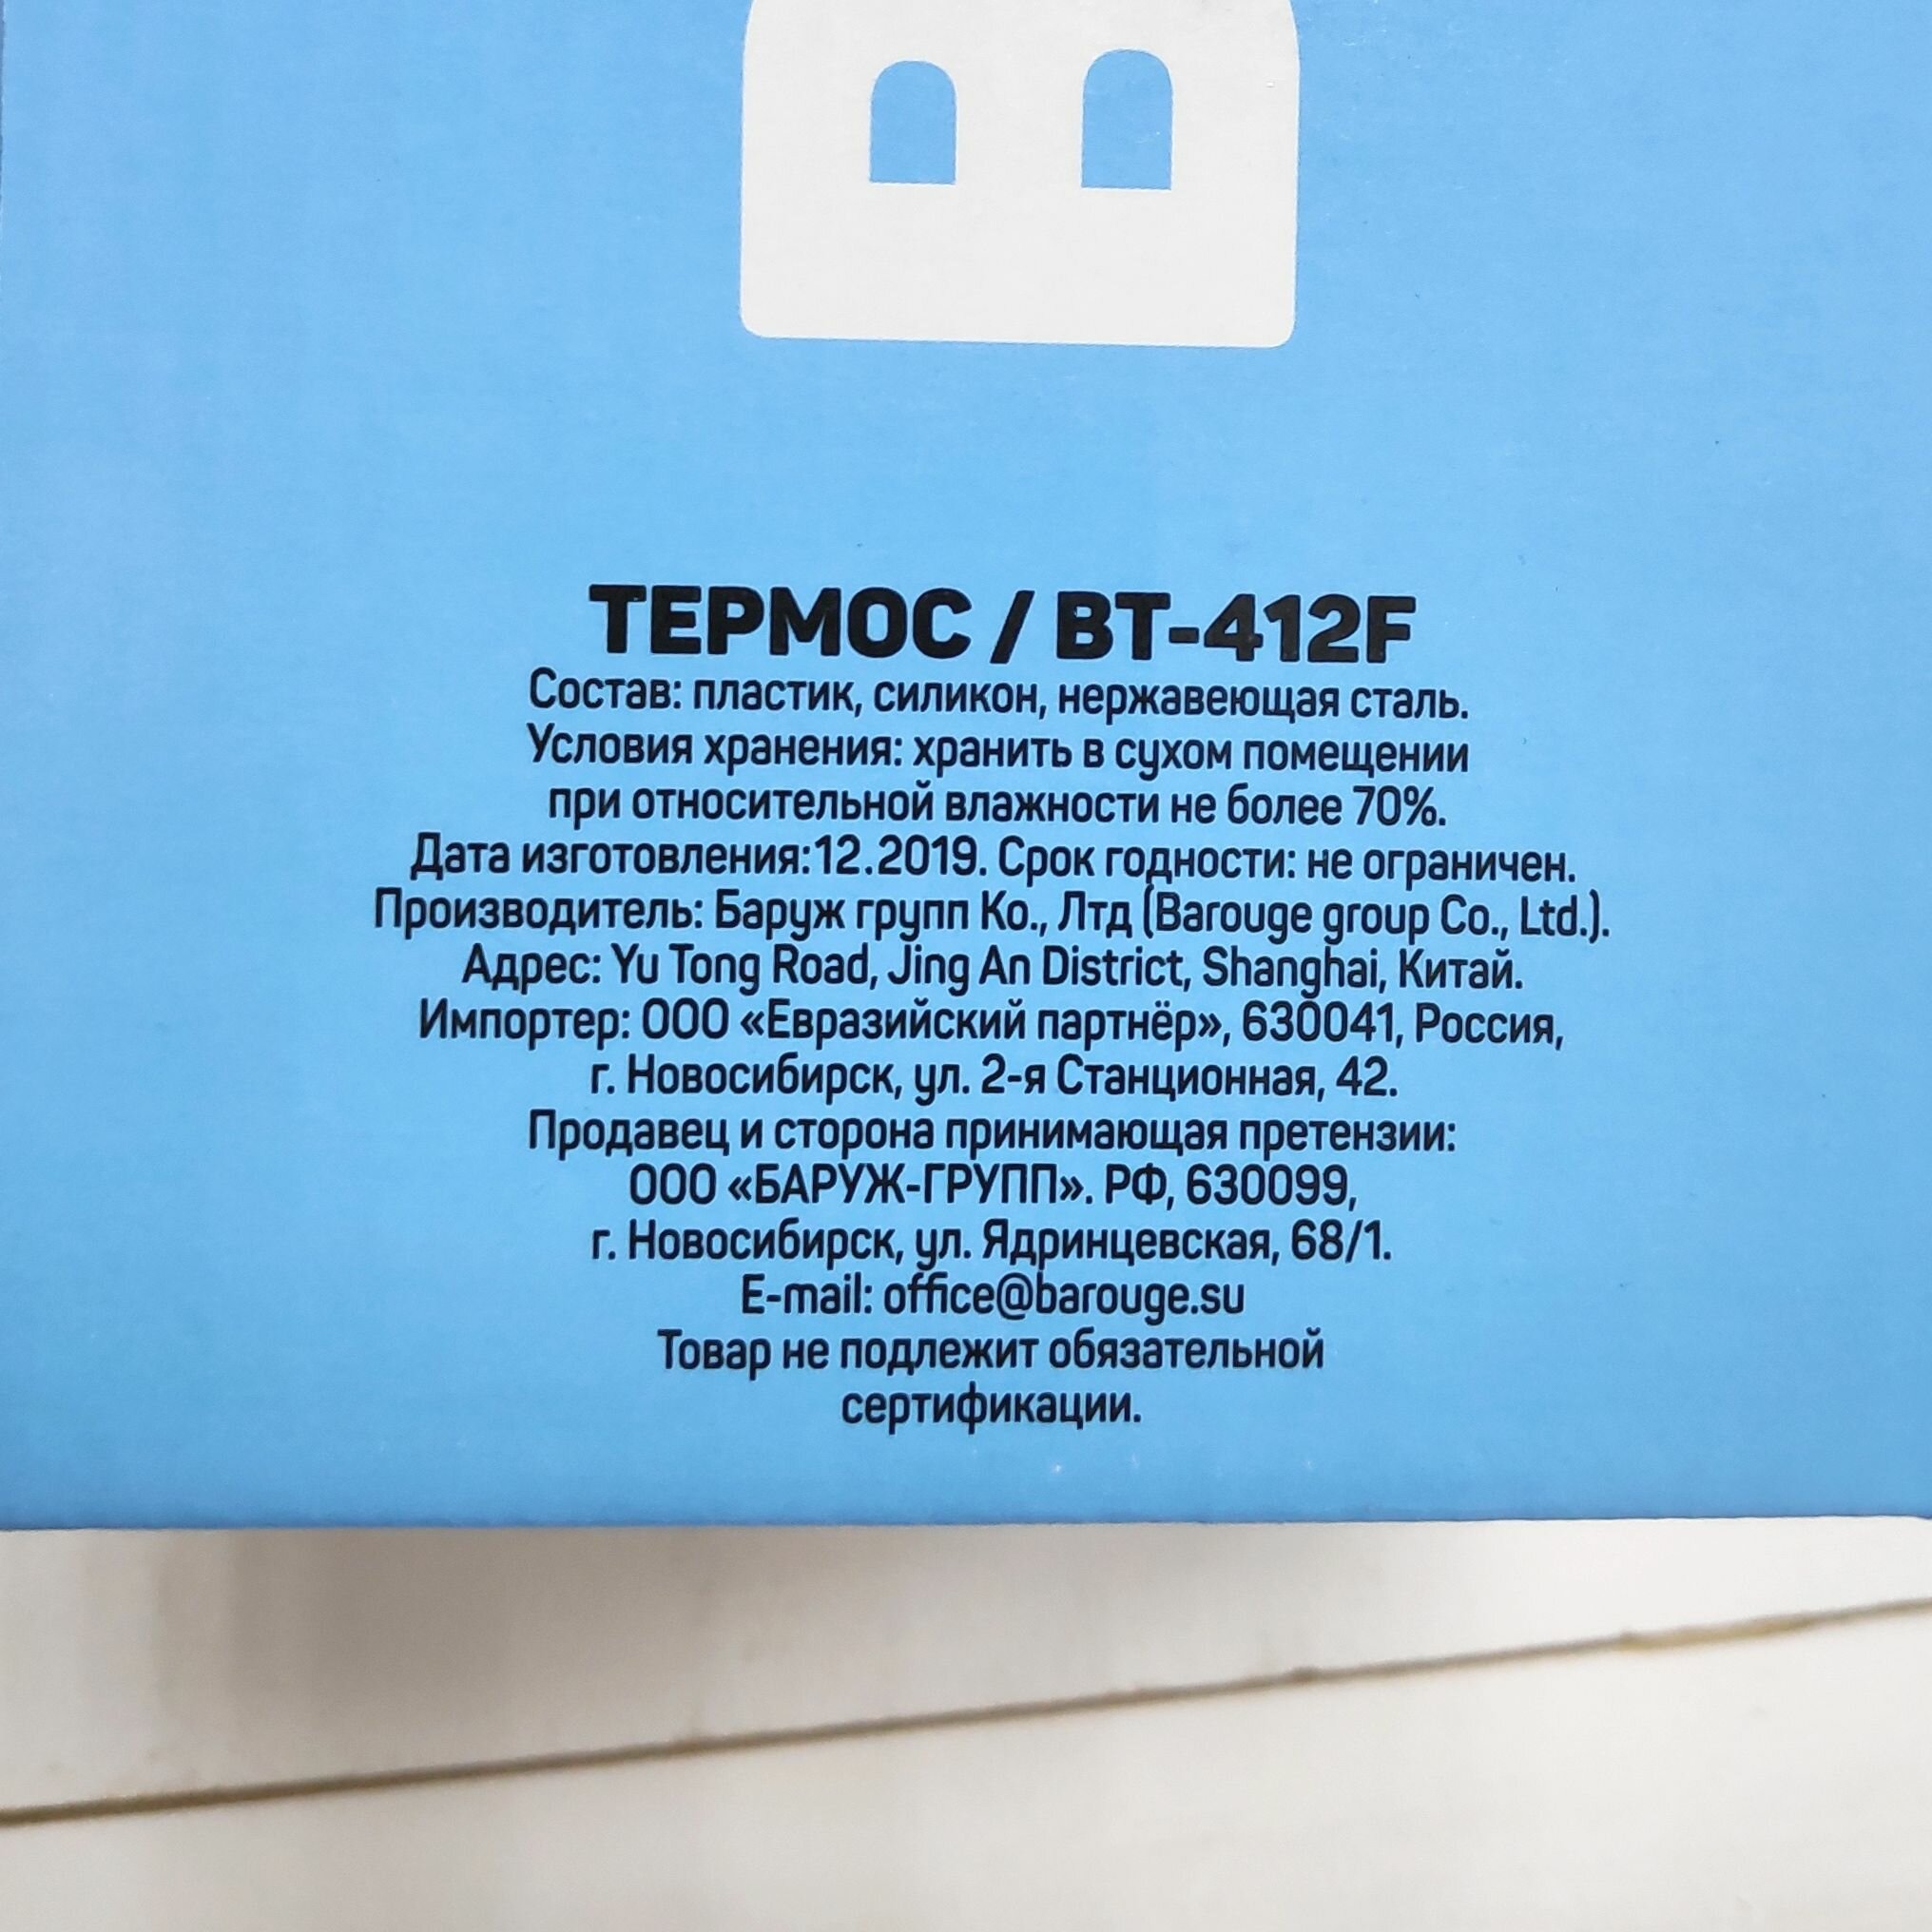 B
ТЕРМОС / BT-412F
Состав: пластик, силикон, нержавеющая сталь.
Условия хранения: хранить в сухом помещении
при относительной влажности не более 70%.
Дата изготовления:12.2019. Срок годности: не ограничен.
Производитель: Баруж групп Ко., Лтд (Barouge group Co., Ltd.).
Адрес: Yu Tong Road, Jing An District, Shanghai, Китай.
Импортер: ООО «Евразийский партнёр», 630041, Россия,
г. Новосибирск, ул. 2-я Станционная, 42.
Продавец и сторона принимающая претензии:
ООО «БАРУЖ-ГРУПП». РФ, 630099,
г. Новосибирск, ул. Ядринцевская, 68/1.
E-mail: office@barouge.su
Товар не подлежит обязательной
сертификации.